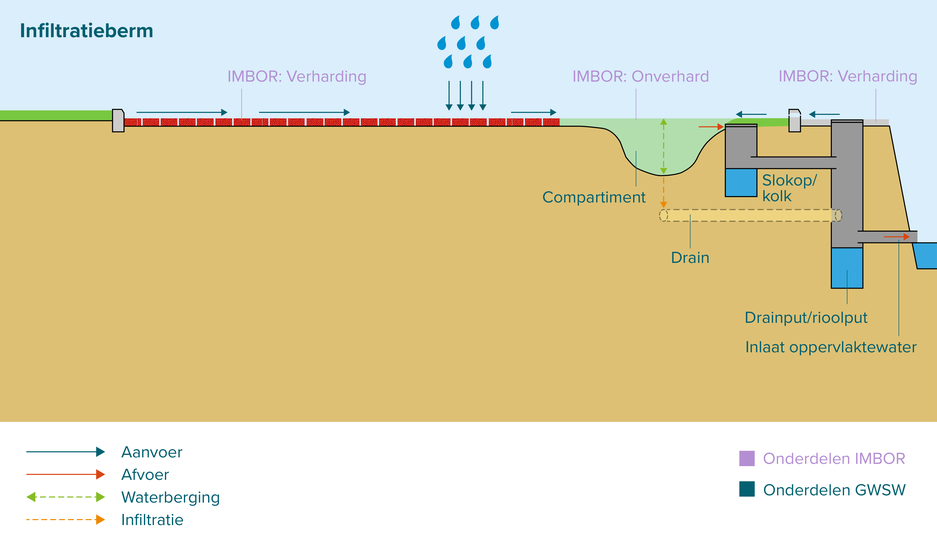 Infiltratieberm
IMBOR: Verharding
IMBOR: Onverhard
IMBOR: Verharding
Compartiment
Slokop/
kolk
Drain
Drainput/rioolput
Inlaat oppervlaktewater
Aanvoer
Afvoer
Waterberging
Infiltratie
Onderdelen IMBOR
Onderdelen GWSW